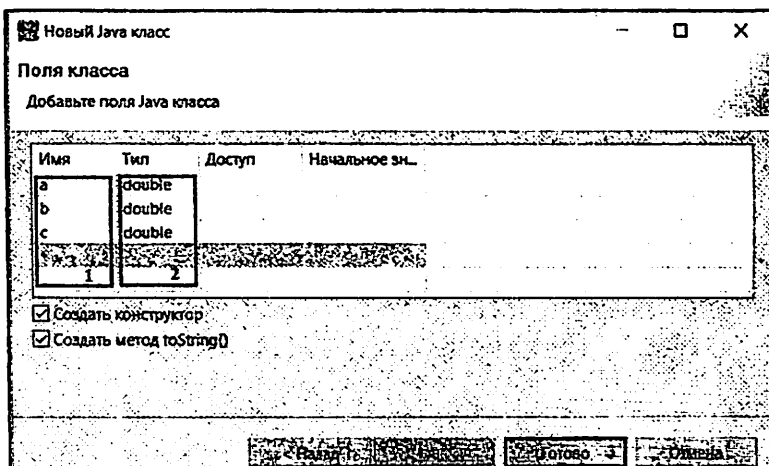 Новый Java класс
Поля класса
Добавьте поля Java класса
Имя Тип Доступ Начальное зн...
a double
b double
c double
1 2
Создать конструктор
Создать метод toString()
Готово 3 Отмена